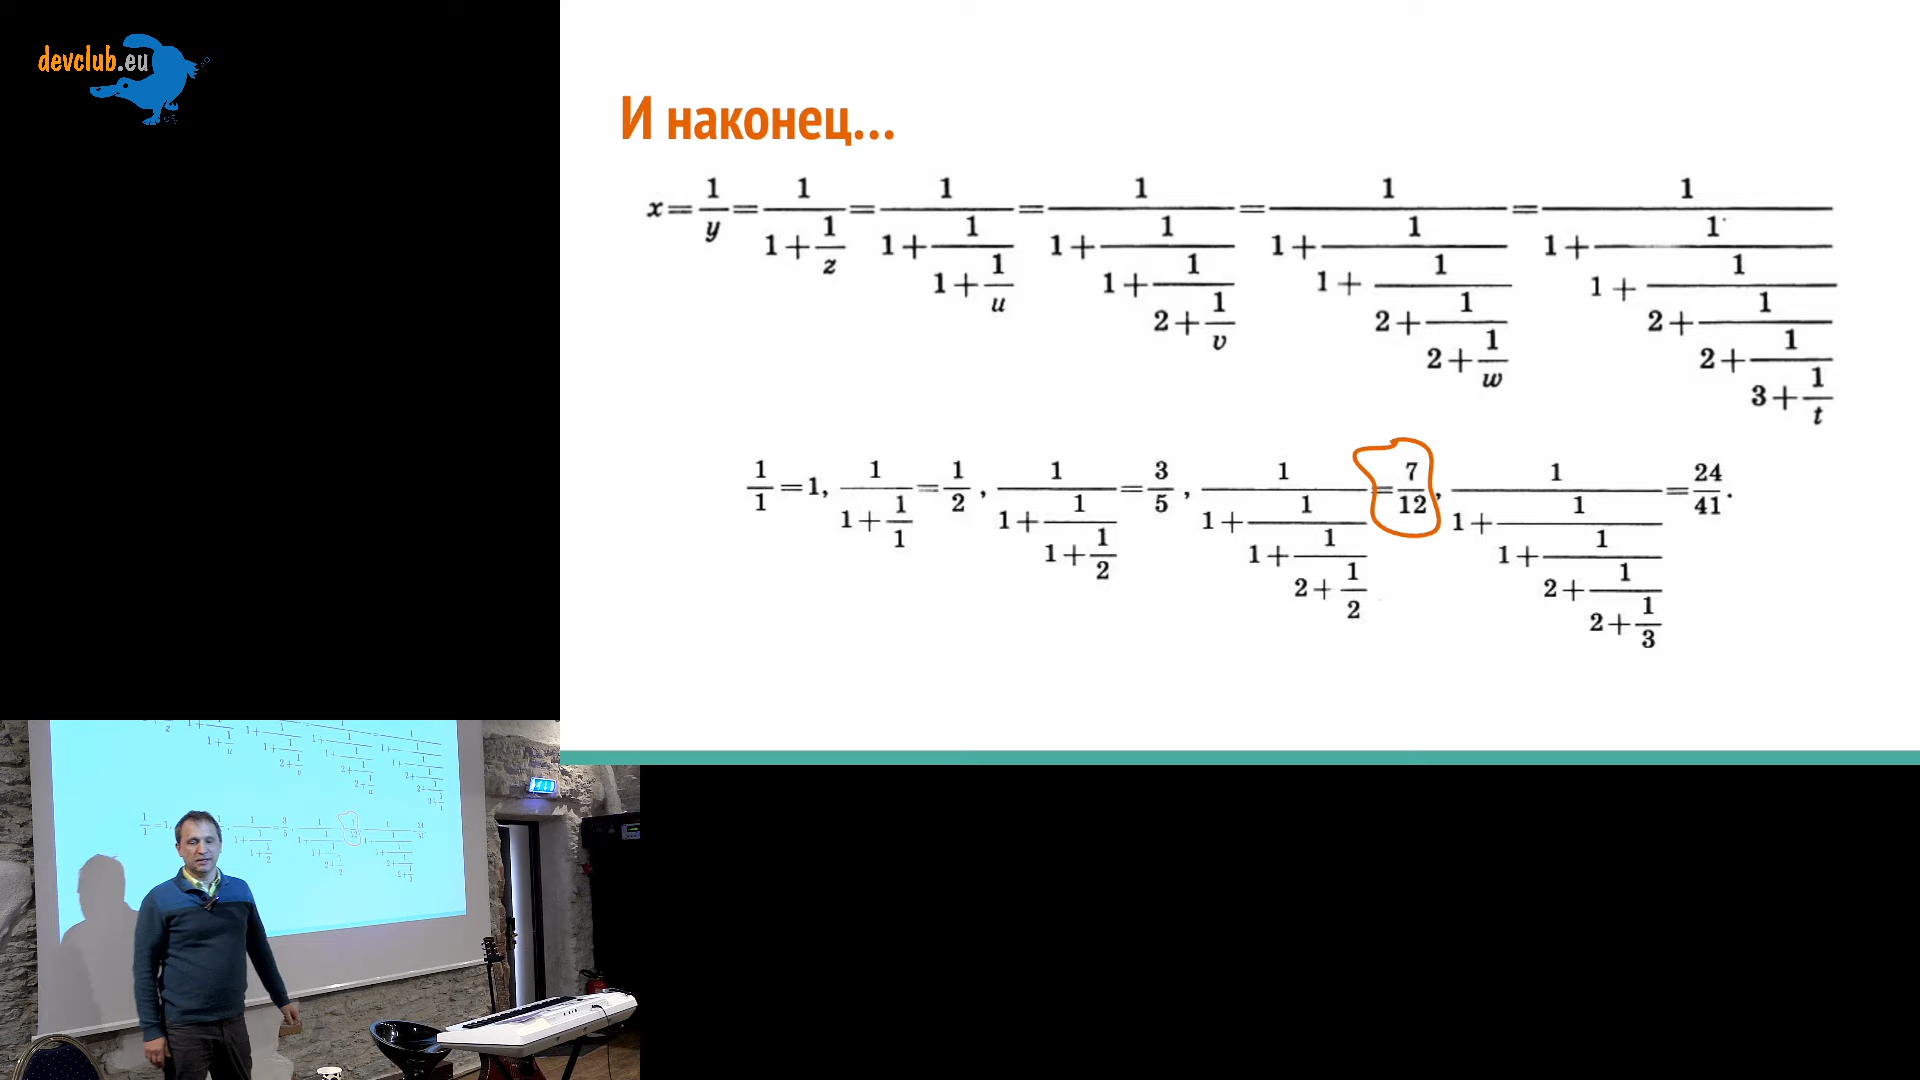 devclub.eu
И наконец...
x = 1/y = 1/(1 + 1/z) = 1/(1 + 1/(1 + 1/u)) = 1/(1 + 1/(1 + 1/(2 + 1/v))) = 1/(1 + 1/(1 + 1/(2 + 1/(2 + 1/w)))) = 1/(1 + 1/(1 + 1/(2 + 1/(2 + 1/(3 + 1/t)))))
1/1 = 1, 1/(1 + 1/1) = 1/2, 1/(1 + 1/(1 + 1/2)) = 3/5, 1/(1 + 1/(1 + 1/(2 + 1/2))) = 7/12, 1/(1 + 1/(1 + 1/(2 + 1/(2 + 1/3)))) = 24/41.